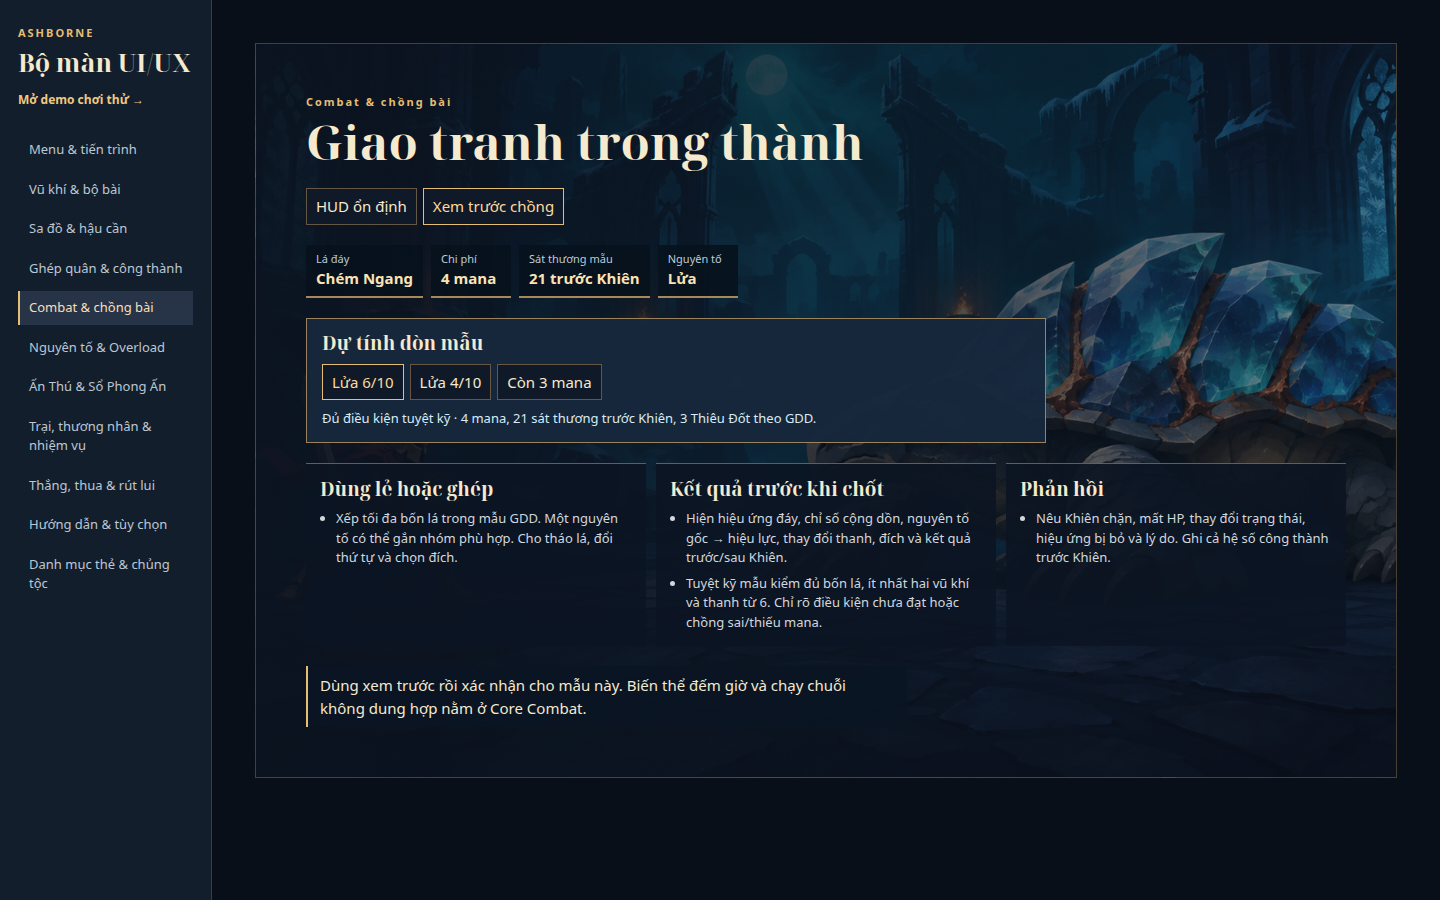 ASHBORNE
Bộ màn UI/UX
Mở demo chơi thử →
Menu & tiến trình
Vũ khí & bộ bài
Sa đồ & hậu cần
Ghép quân & công thành
Combat & chồng bài
Nguyên tố & Overload
Ấn Thú & Sổ Phong Ấn
Trại, thương nhân &
nhiệm vụ
Thắng, thua & rút lui
Hướng dẫn & tùy chọn
Danh mục thẻ & chủng
tộc
Combat & chồng bài
Giao tranh trong thành
HUD ổn định
Xem trước chồng
Lá đáy
Chém Ngang
Chi phí
4 mana
Sát thương mẫu
21 trước Khiên
Nguyên tố
Lửa
Dự tính đòn mẫu
Lửa 6/10
Lửa 4/10
Còn 3 mana
Đủ điều kiện tuyệt kỹ · 4 mana, 21 sát thương trước Khiên, 3 Thiêu Đốt theo GDD.
Dùng lẻ hoặc ghép
Xếp tối đa bốn lá trong mẫu GDD. Một nguyên
tố có thể gắn nhóm phù hợp. Cho tháo lá, đổi
thứ tự và chọn đích.
Kết quả trước khi chốt
Hiện hiệu ứng đáy, chỉ số cộng dồn, nguyên tố
gốc → hiệu lực, thay đổi thanh, đích và kết quả
trước/sau Khiên.
Tuyệt kỹ mẫu kiểm đủ bốn lá, ít nhất hai vũ khí
và thanh từ 6. Chỉ rõ điều kiện chưa đạt hoặc
chồng sai/thiếu mana.
Phản hồi
Nêu Khiên chặn, mất HP, thay đổi trạng thái,
hiệu ứng bị bỏ và lý do. Ghi cả hệ số công thành
trước Khiên.
Dùng xem trước rồi xác nhận cho mẫu này. Biến thể đếm giờ và chạy chuỗi
không dung hợp nằm ở Core Combat.